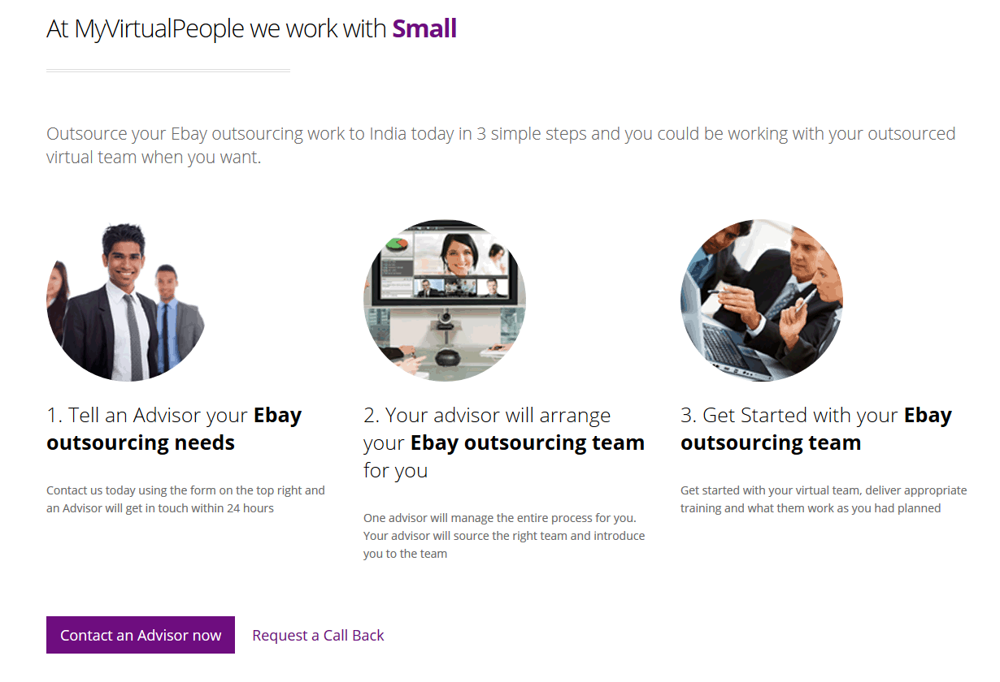 At MyVirtualPeople we work with Small
Outsource your Ebay outsourcing work to India today in 3 simple steps and you could be working with your outsourced
virtual team when you want.
1. Tell an Advisor your Ebay
outsourcing needs
Contact us today using the form on the top right and
an Advisor will get in touch within 24 hours
2. Your advisor will arrange
your Ebay outsourcing team
for you
One advisor will manage the entire process for you.
Your advisor will source the right team and introduce
you to the team
3. Get Started with your Ebay
outsourcing team
Get started with your virtual team, deliver appropriate
training and what them work as you had planned
Contact an Advisor now
Request a Call Back